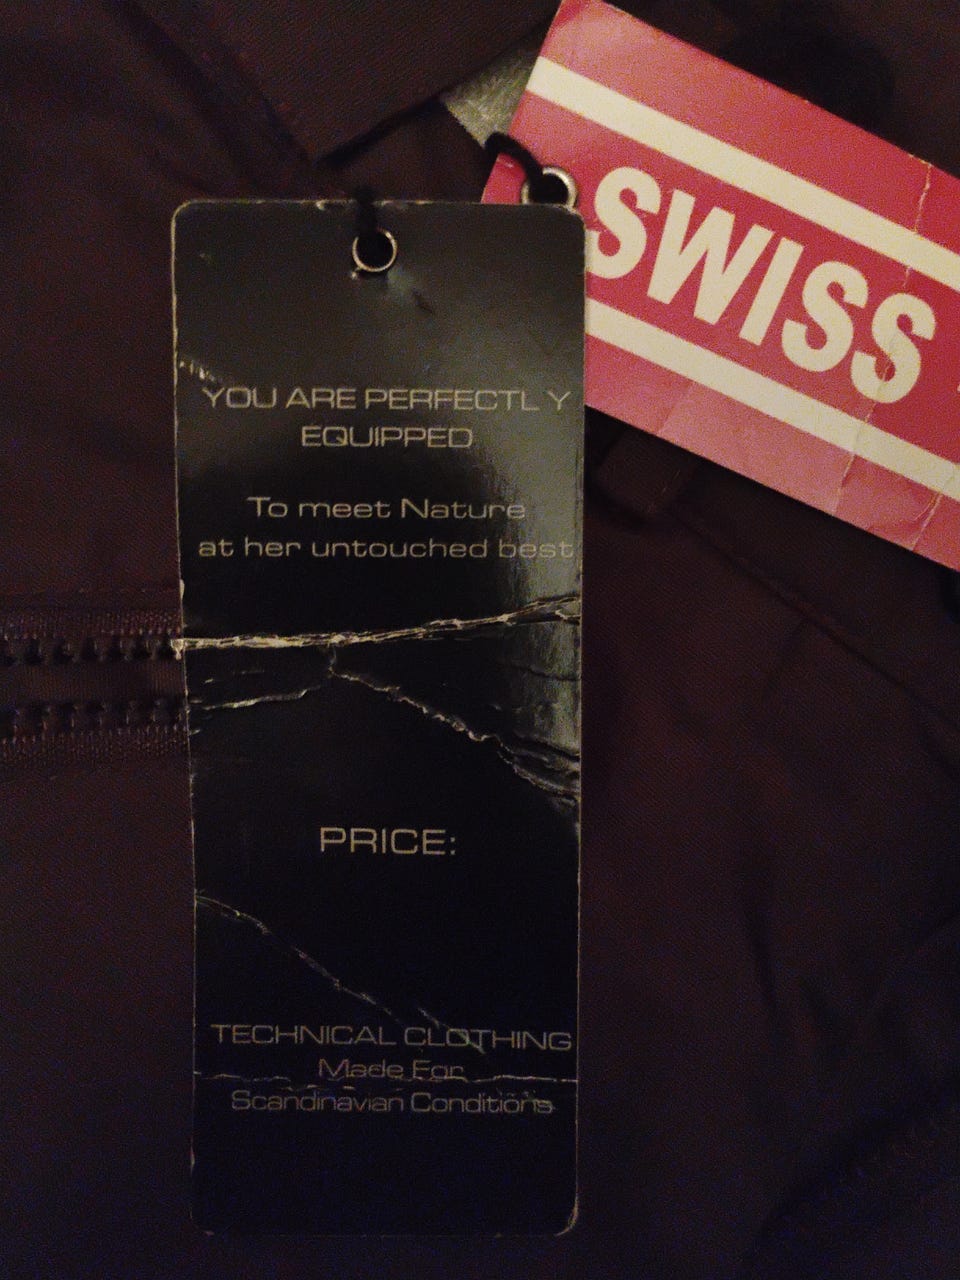 SWISS
YOU ARE PERFECTL Y
EQUIPPED
To meet Nature
at her untouched best
PRICE:
TECHNICAL CLOTHING
Made For
Scandinavian Conditions